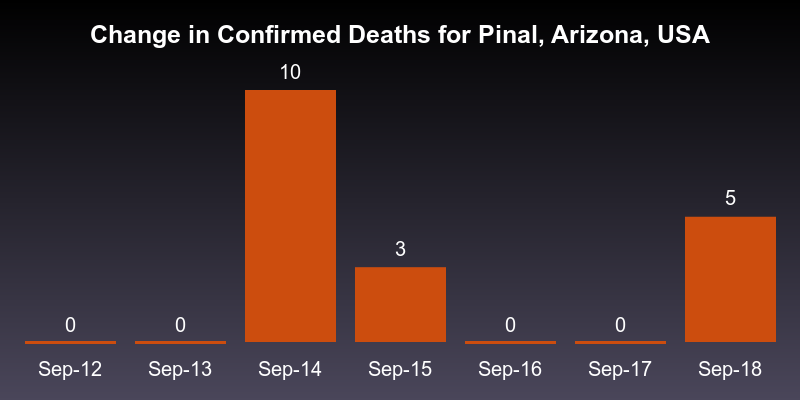 Change in Confirmed Deaths for Pinal, Arizona, USA
0 0 10 3 0 0 5
Sep-12 Sep-13 Sep-14 Sep-15 Sep-16 Sep-17 Sep-18